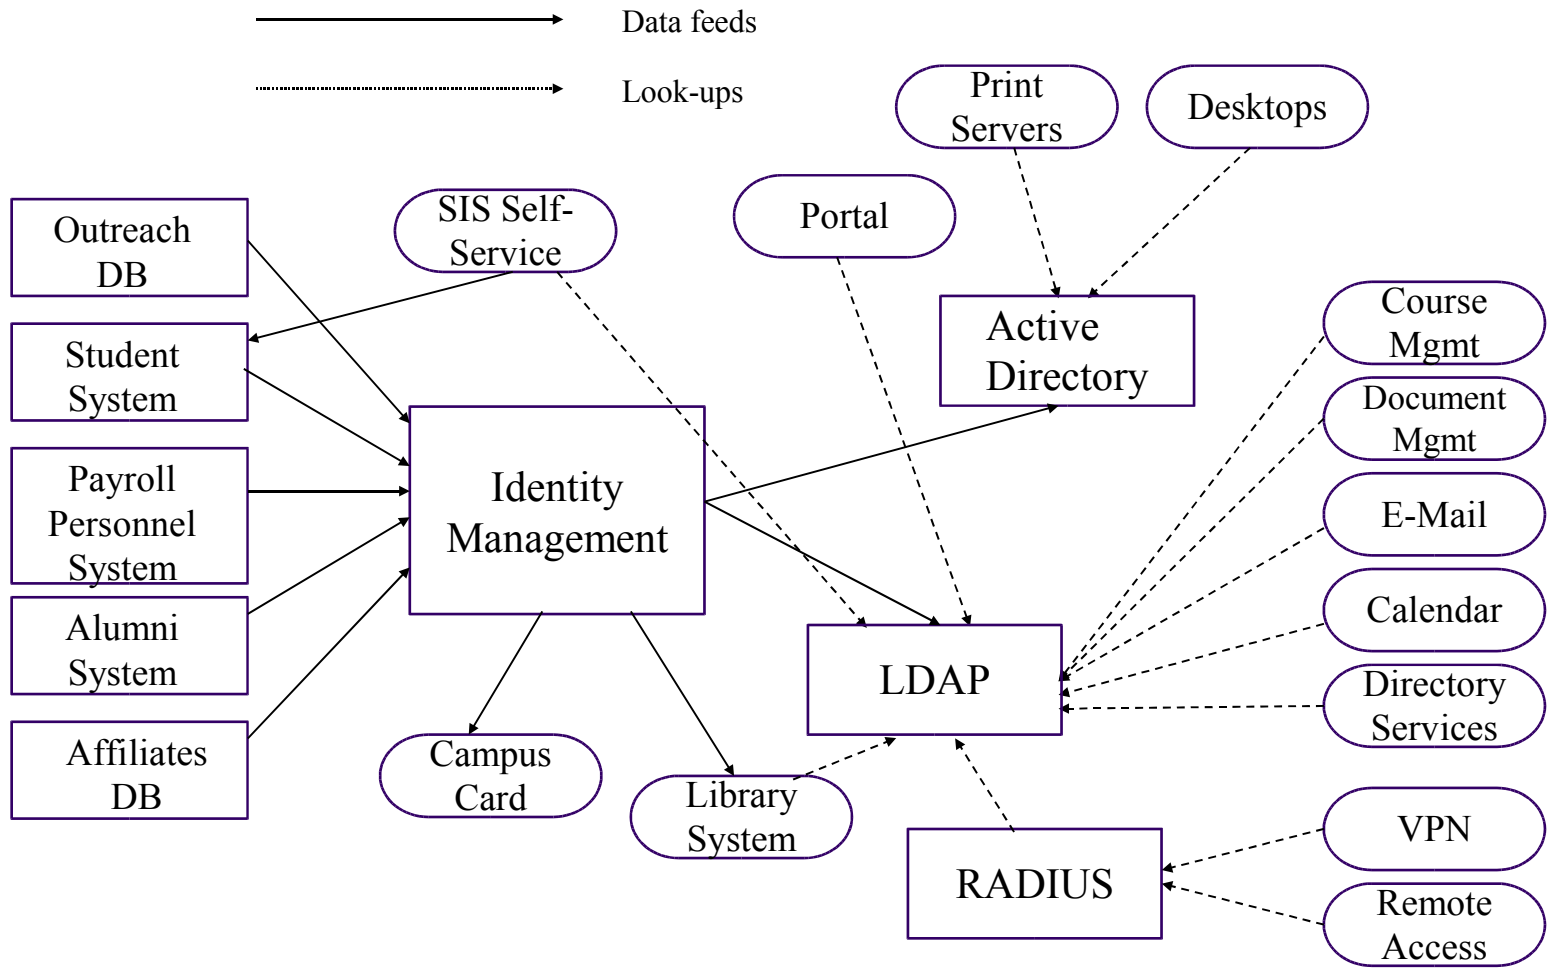 Data feeds
Look-ups
Print
Servers
Desktops
SIS Self-
Service
Portal
Outreach
DB
Student
System
Payroll
Personnel
System
Alumni
System
Affiliates
DB
Identity
Management
Active
Directory
Course
Mgmt
Document
Mgmt
E-Mail
Calendar
Directory
Services
LDAP
Campus
Card
Library
System
RADIUS
VPN
Remote
Access